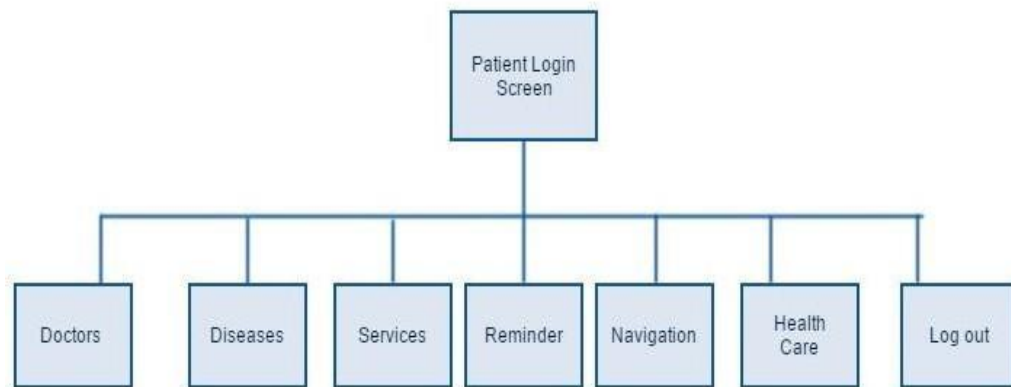 Patient Login
Screen
Doctors
Diseases
Services
Reminder
Navigation
Health
Care
Log out